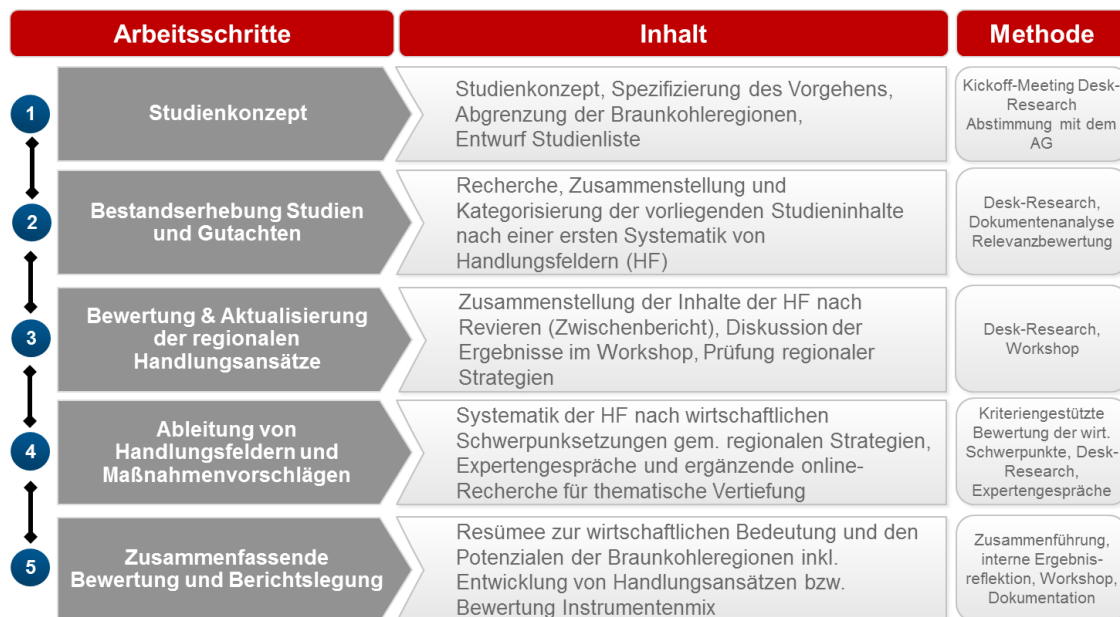 Arbeitsschritte
Inhalt
Methode
1
Studienkonzept
Studienkonzept, Spezifizierung des Vorgehens,
Abgrenzung der Braunkohleregionen,
Entwurf Studienliste
Kickoff-Meeting Desk-
Research
Abstimmung mit dem
AG
2
Bestandserhebung Studien
und Gutachten
Recherche, Zusammenstellung und
Kategorisierung der vorliegenden Studieninhalte
nach einer ersten Systematik von
Handlungsfeldern (HF)
Desk-Research,
Dokumentenanalyse
Relevanzbewertung
3
Bewertung & Aktualisierung
der regionalen
Handlungsansätze
Zusammenstellung der Inhalte der HF nach
Revieren (Zwischenbericht), Diskussion der
Ergebnisse im Workshop, Prüfung regionaler
Strategien
Desk-Research,
Workshop
4
Ableitung von
Handlungsfeldern und
Maßnahmenvorschlägen
Systematik der HF nach wirtschaftlichen
Schwerpunksetzungen gem. regionalen Strategien,
Expertengespräche und ergänzende online-
Recherche für thematische Vertiefung
Kriteriengestützte
Bewertung der wirt.
Schwerpunkte, Desk-
Research,
Expertengespräche
5
Zusammenfassende
Bewertung und Berichtslegung
Resümee zur wirtschaftlichen Bedeutung und den
Potenzialen der Braunkohleregionen inkl.
Entwicklung von Handlungsansätzen bzw.
Bewertung Instrumentenmix
Zusammenführung,
interne Ergebnis-
reflektion, Workshop,
Dokumentation